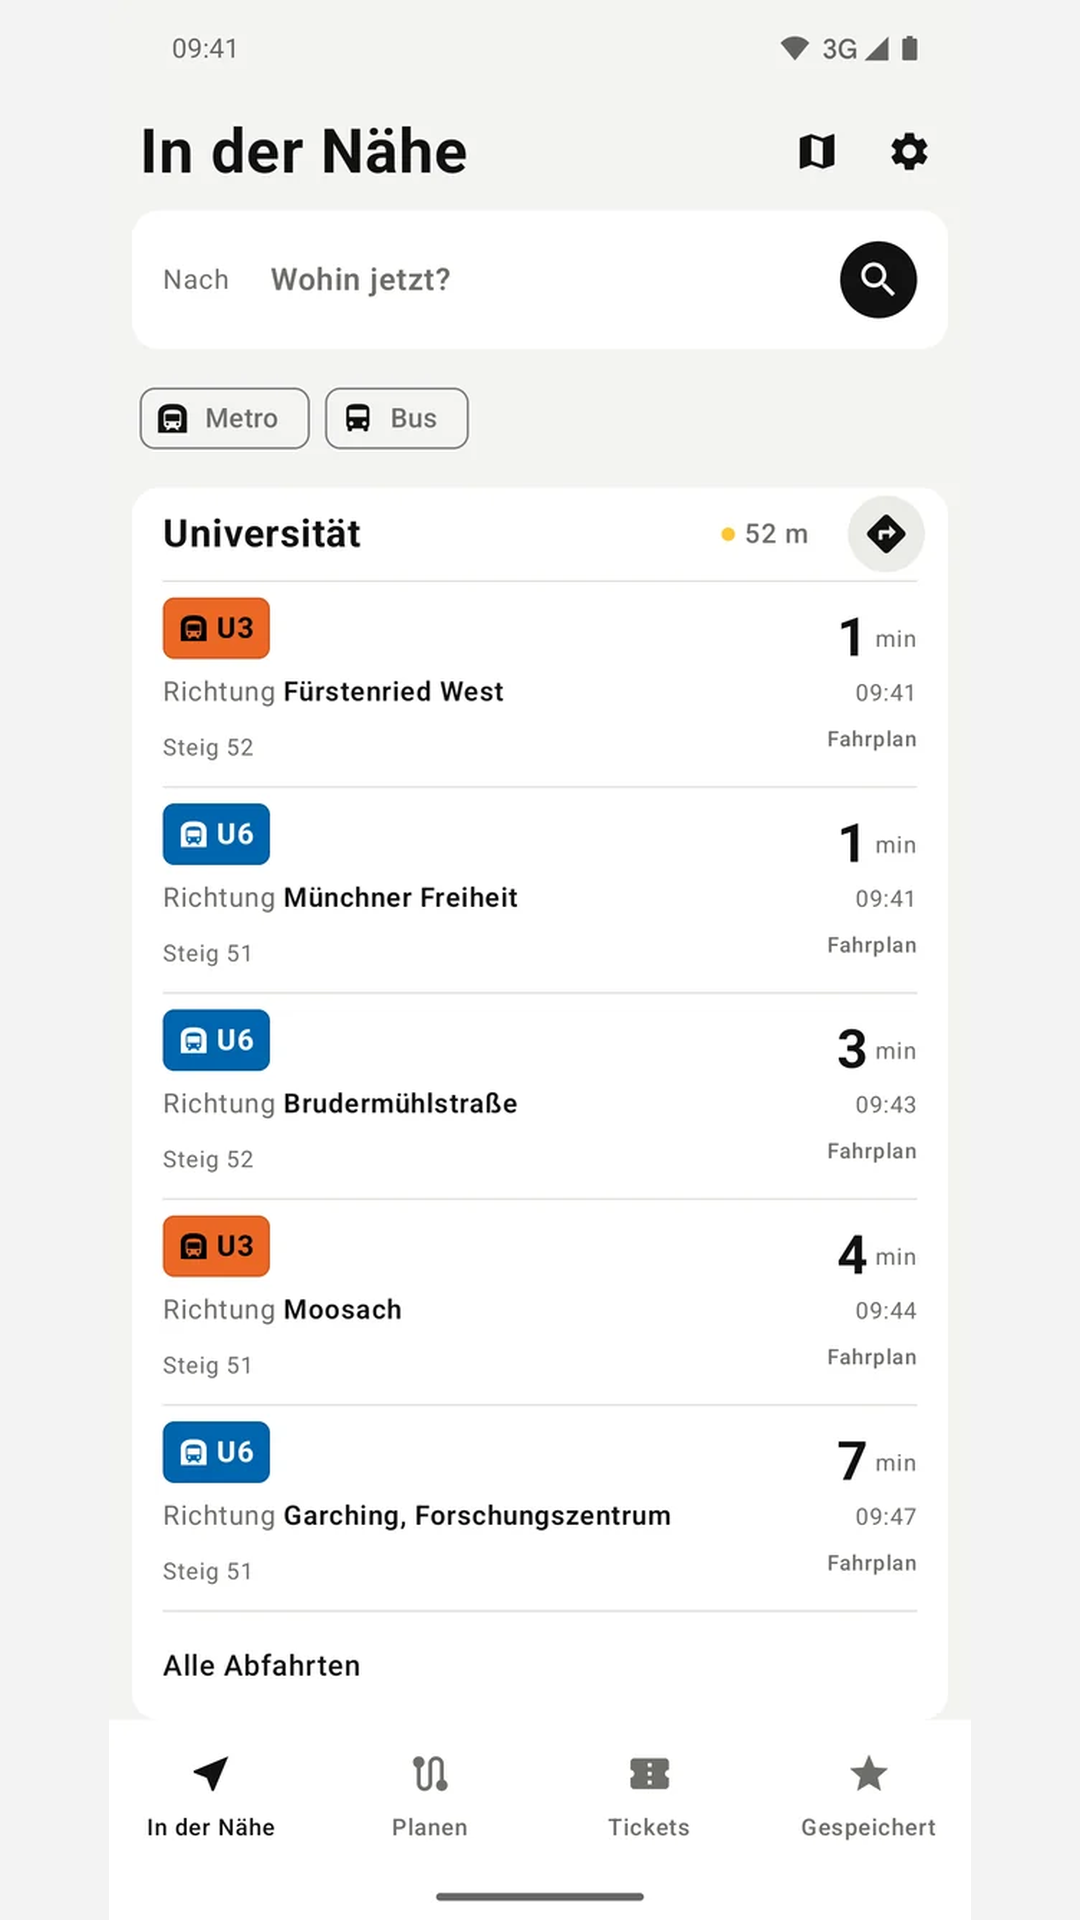 09:41
3G
In der Nähe
Nach Wohin jetzt?
Metro Bus
Universität 52 m
U3 1 min
Richtung Fürstenried West 09:41
Steig 52 Fahrplan
U6 1 min
Richtung Münchner Freiheit 09:41
Steig 51 Fahrplan
U6 3 min
Richtung Brudermühlstraße 09:43
Steig 52 Fahrplan
U3 4 min
Richtung Moosach 09:44
Steig 51 Fahrplan
U6 7 min
Richtung Garching, Forschungszentrum 09:47
Steig 51 Fahrplan
Alle Abfahrten
In der Nähe Planen Tickets Gespeichert